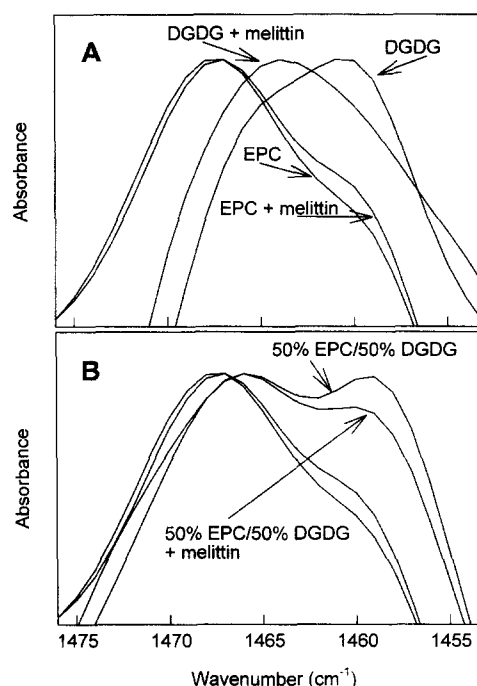 A
DGDG + melittin
DGDG
EPC
EPC + melittin
Absorbance
B
50% EPC/50% DGDG
50% EPC/50% DGDG
+ melittin
Absorbance
1475 1470 1465 1460 1455
Wavenumber (cm⁻¹)